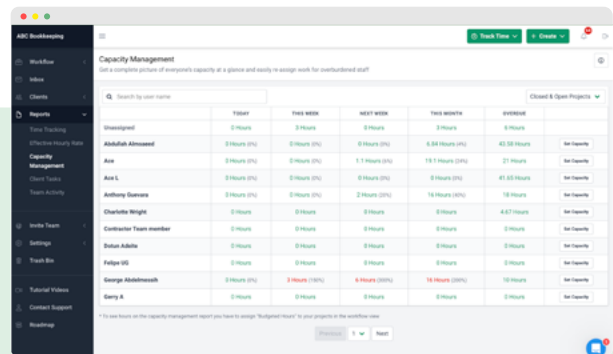 ABC Bookkeeping
Track Time
+ Create
Workflow
Inbox
Clients
Reports
Time Tracking
Effective Hourly Rate
Capacity Management
Client Tasks
Team Activity
Invite Team
Settings
Trash Bin
Tutorial Videos
Contact Support
Roadmap
Capacity Management
Get a complete picture of everyone's capacity at a glance and easily re-assign work for overburdened staff
Search by user name
Closed & Open Projects
TODAY THIS WEEK NEXT WEEK THIS MONTH OVERDUE
Unassigned 0 Hours 3 Hours 0 Hours 3 Hours 6 Hours
Abdullah Almoaeed 0 Hours (0%) 0 Hours (0%) 0 Hours (0%) 6.84 Hours (4%) 43.58 Hours Set Capacity
Ace 0 Hours (0%) 0 Hours (0%) 1.1 Hours (6%) 19.1 Hours (24%) 21 Hours Set Capacity
Ace L 0 Hours (0%) 0 Hours (0%) 0 Hours (0%) 0 Hours (0%) 41.65 Hours Set Capacity
Anthony Guevara 0 Hours (0%) 0 Hours (0%) 2 Hours (20%) 16 Hours (40%) 18 Hours Set Capacity
Charlotte Wright 0 Hours 0 Hours 0 Hours 0 Hours 4.67 Hours Set Capacity
Contractor Team member 0 Hours 0 Hours 0 Hours 0 Hours 0 Hours Set Capacity
Dotun Adeite 0 Hours 0 Hours 0 Hours 0 Hours 0 Hours Set Capacity
Felipe UG 0 Hours 0 Hours 0 Hours 0 Hours 0 Hours Set Capacity
George Abdelmessih 0 Hours (0%) 3 Hours 6 Hours 16 Hours 10 Hours Set Capacity
Gerry A 0 Hours 0 Hours 0 Hours 0 Hours 0 Hours Set Capacity
* To see hours on the capacity management report you have to assign "Budgeted Hours" to your projects in the workflow view
Previous 1 Next